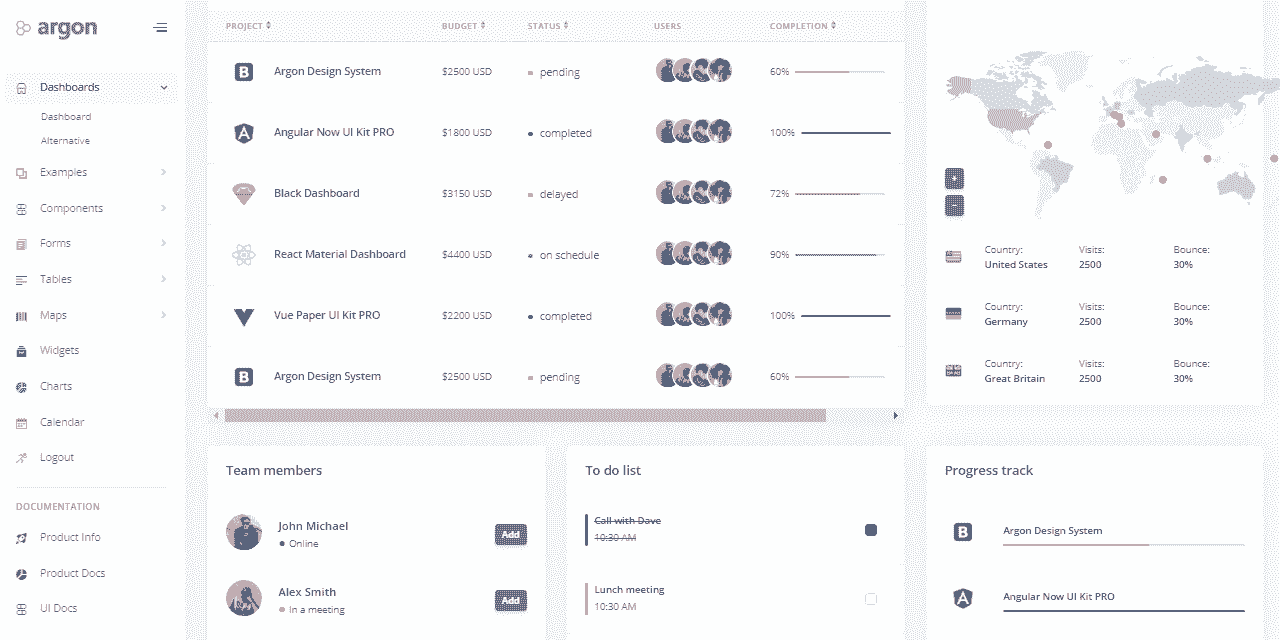 argon
Dashboards
Dashboard
Alternative
Examples
Components
Forms
Tables
Maps
Widgets
Charts
Calendar
Logout
DOCUMENTATION
Product Info
Product Docs
UI Docs
PROJECT BUDGET STATUS USERS COMPLETION
B Argon Design System $2500 USD pending 60%
A Angular Now UI Kit PRO $1800 USD completed 100%
Black Dashboard $3150 USD delayed 72%
React Material Dashboard $4400 USD on schedule 90%
Vue Paper UI Kit PRO $2200 USD completed 100%
B Argon Design System $2500 USD pending 60%
+
-
Country: Visits: Bounce:
United States 2500 30%
Country: Visits: Bounce:
Germany 2500 30%
Country: Visits: Bounce:
Great Britain 2500 30%
Team members
John Michael
Online
Add
Alex Smith
In a meeting
Add
To do list
Call with Dave
10:30 AM
Lunch meeting
10:30 AM
Progress track
B Argon Design System
A Angular Now UI Kit PRO